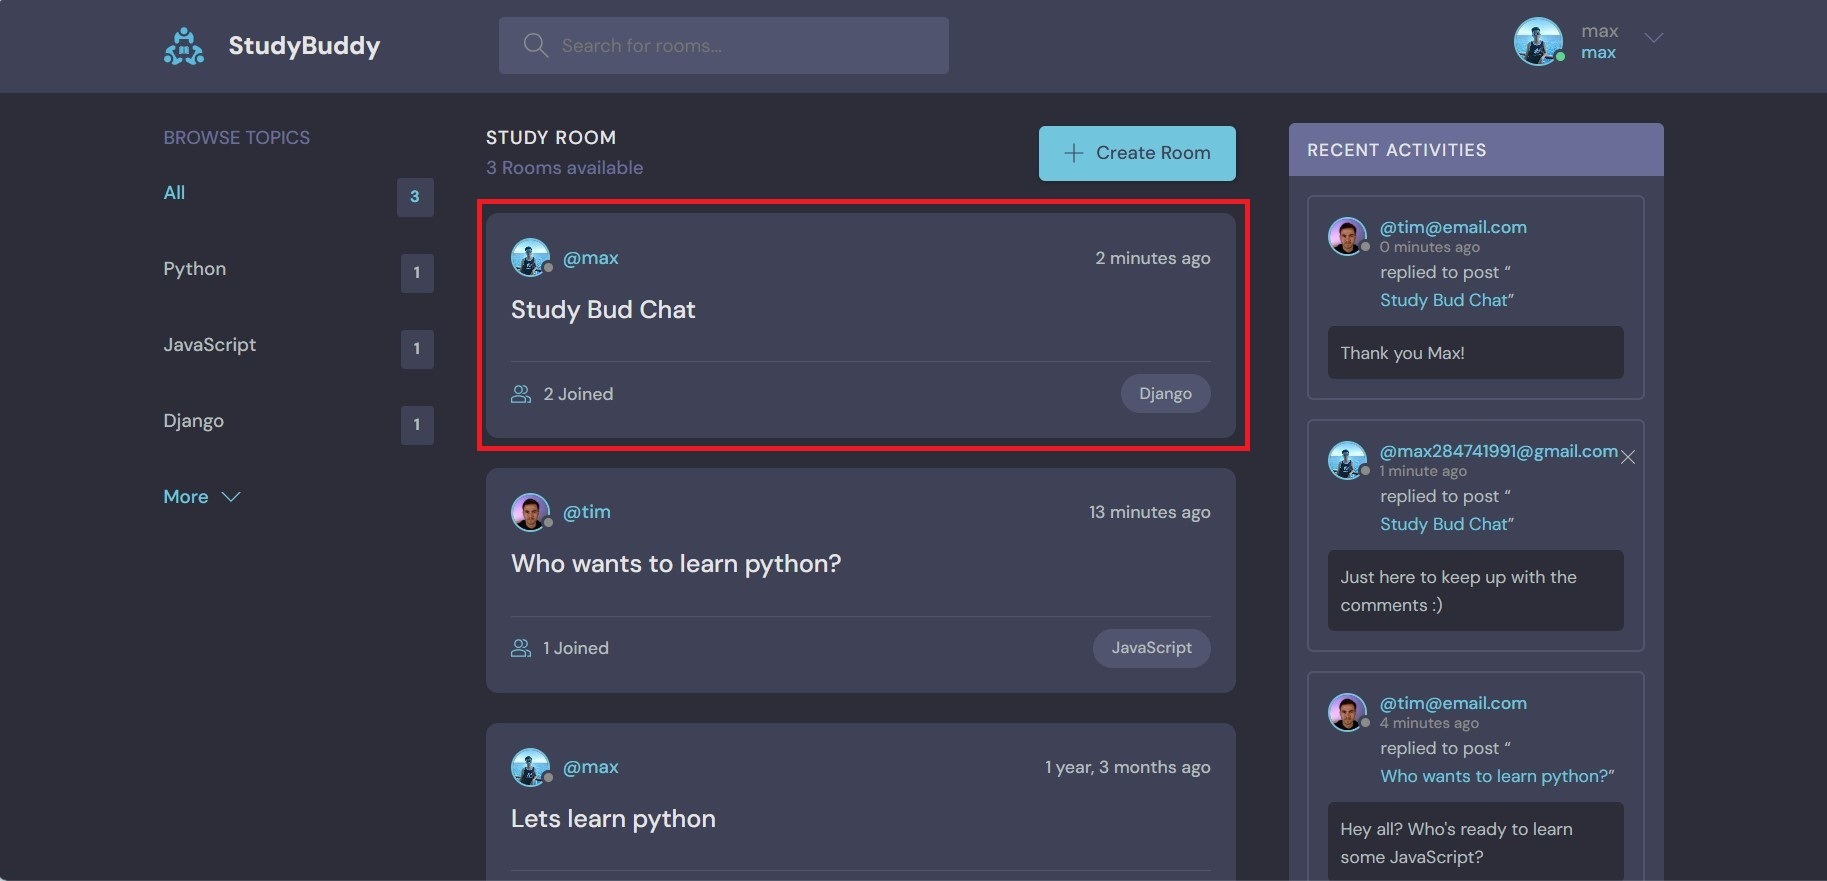 StudyBuddy
Search for rooms...
max
max
BROWSE TOPICS
All
3
Python
1
JavaScript
1
Django
1
More
STUDY ROOM
3 Rooms available
Create Room
@max
2 minutes ago
Study Bud Chat
2 Joined
Django
@tim
13 minutes ago
Who wants to learn python?
1 Joined
JavaScript
@max
1 year, 3 months ago
Lets learn python
RECENT ACTIVITIES
@tim@email.com
0 minutes ago
replied to post “
Study Bud Chat”
Thank you Max!
@max284741991@gmail.com
1 minute ago
replied to post “
Study Bud Chat”
Just here to keep up with the
comments :)
@tim@email.com
4 minutes ago
replied to post “
Who wants to learn python?”
Hey all? Who's ready to learn
some JavaScript?